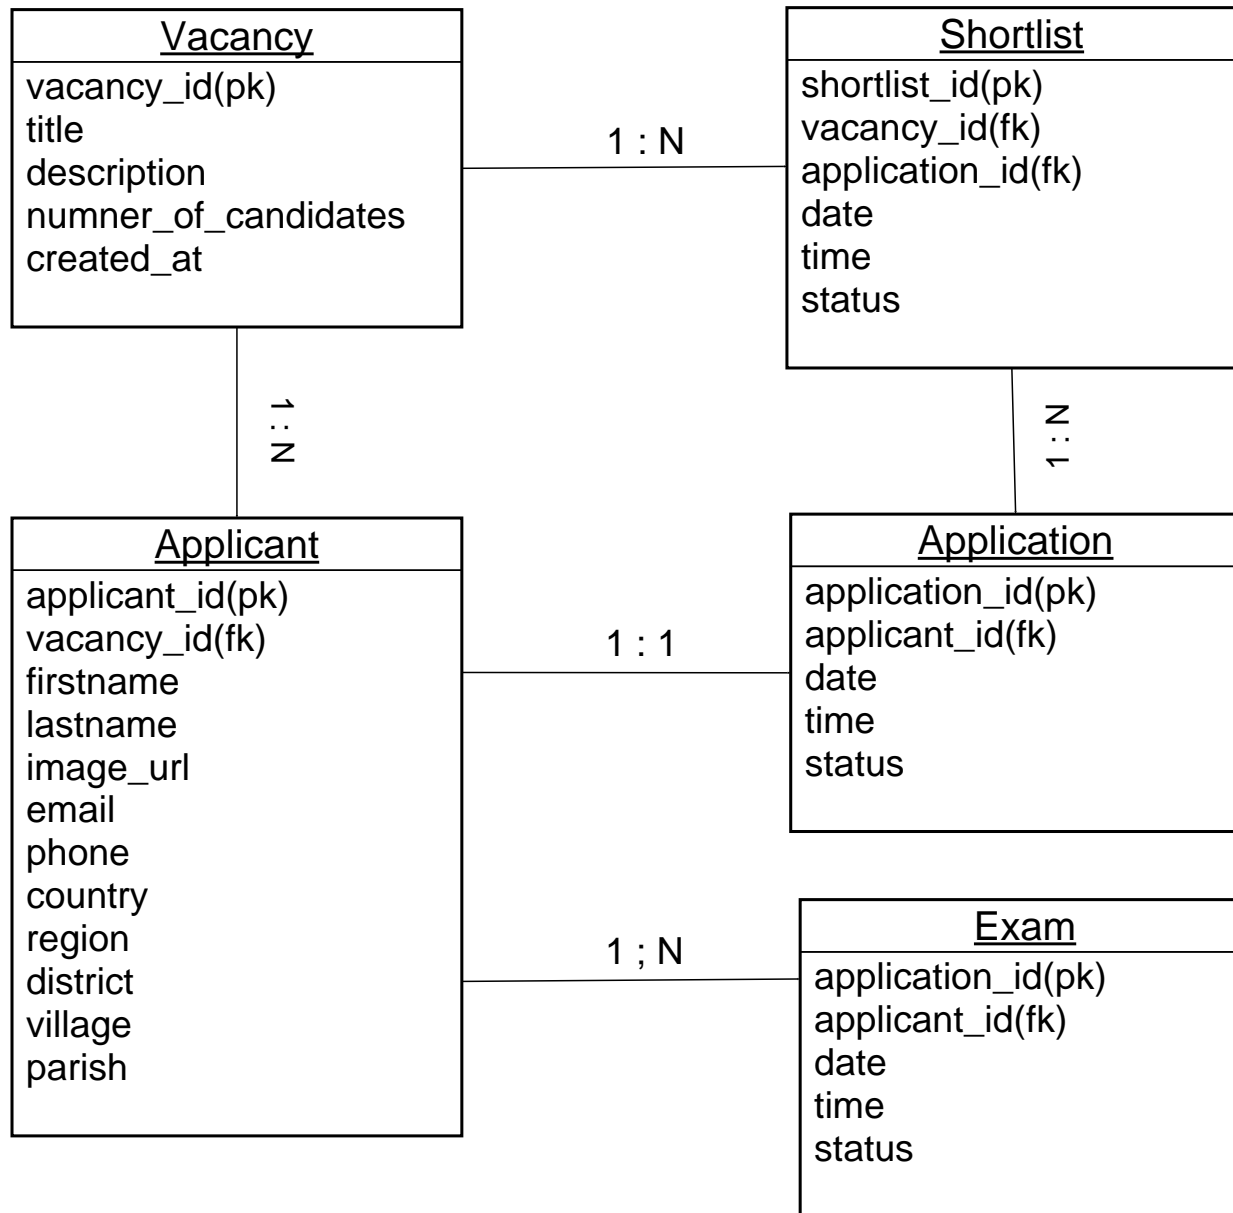 Vacancy
vacancy_id(pk)
title
description
numner_of_candidates
created_at
1 : N
Shortlist
shortlist_id(pk)
vacancy_id(fk)
application_id(fk)
date
time
status
1 : N
N : 1
Applicant
applicant_id(pk)
vacancy_id(fk)
firstname
lastname
image_url
email
phone
country
region
district
village
parish
1 : 1
Application
application_id(pk)
applicant_id(fk)
date
time
status
1 ; N
Exam
application_id(pk)
applicant_id(fk)
date
time
status